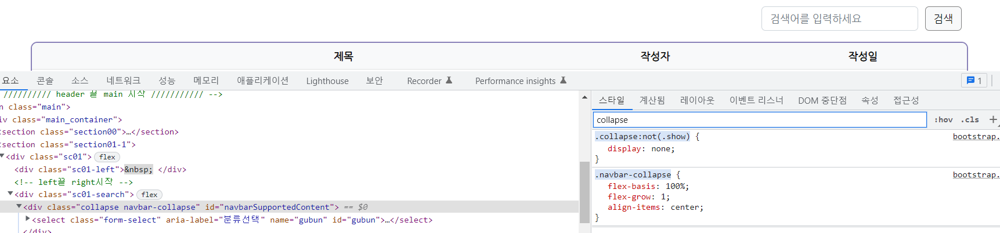 검색어를 입력하세요 검색
제목 작성자 작성일
요소 콘솔 소스 네트워크 성능 메모리 애플리케이션 Lighthouse 보안 Recorder Performance insights 1
////////// header 끝 main 시작 /////////// -->
n class="main">
iv class="main_container">
<section class="section00">…</section>
<section class="section01-1">
▼<div class="sc01"> flex
<div class="sc01-left">&nbsp; </div>
<!-- left끝 right시작 -->
▼<div class="sc01-search"> flex
▼<div class="collapse navbar-collapse" id="navbarSupportedContent"> == $0
▶<select class="form-select" aria-label="분류선택" name="gubun" id="gubun">…</select>
</div>
스타일 계산됨 레이아웃 이벤트 리스너 DOM 중단점 속성 접근성
collapse :hov .cls +
.collapse:not(.show) { bootstrap.
display: none;
}
.navbar-collapse { bootstrap.
flex-basis: 100%;
flex-grow: 1;
align-items: center;
}